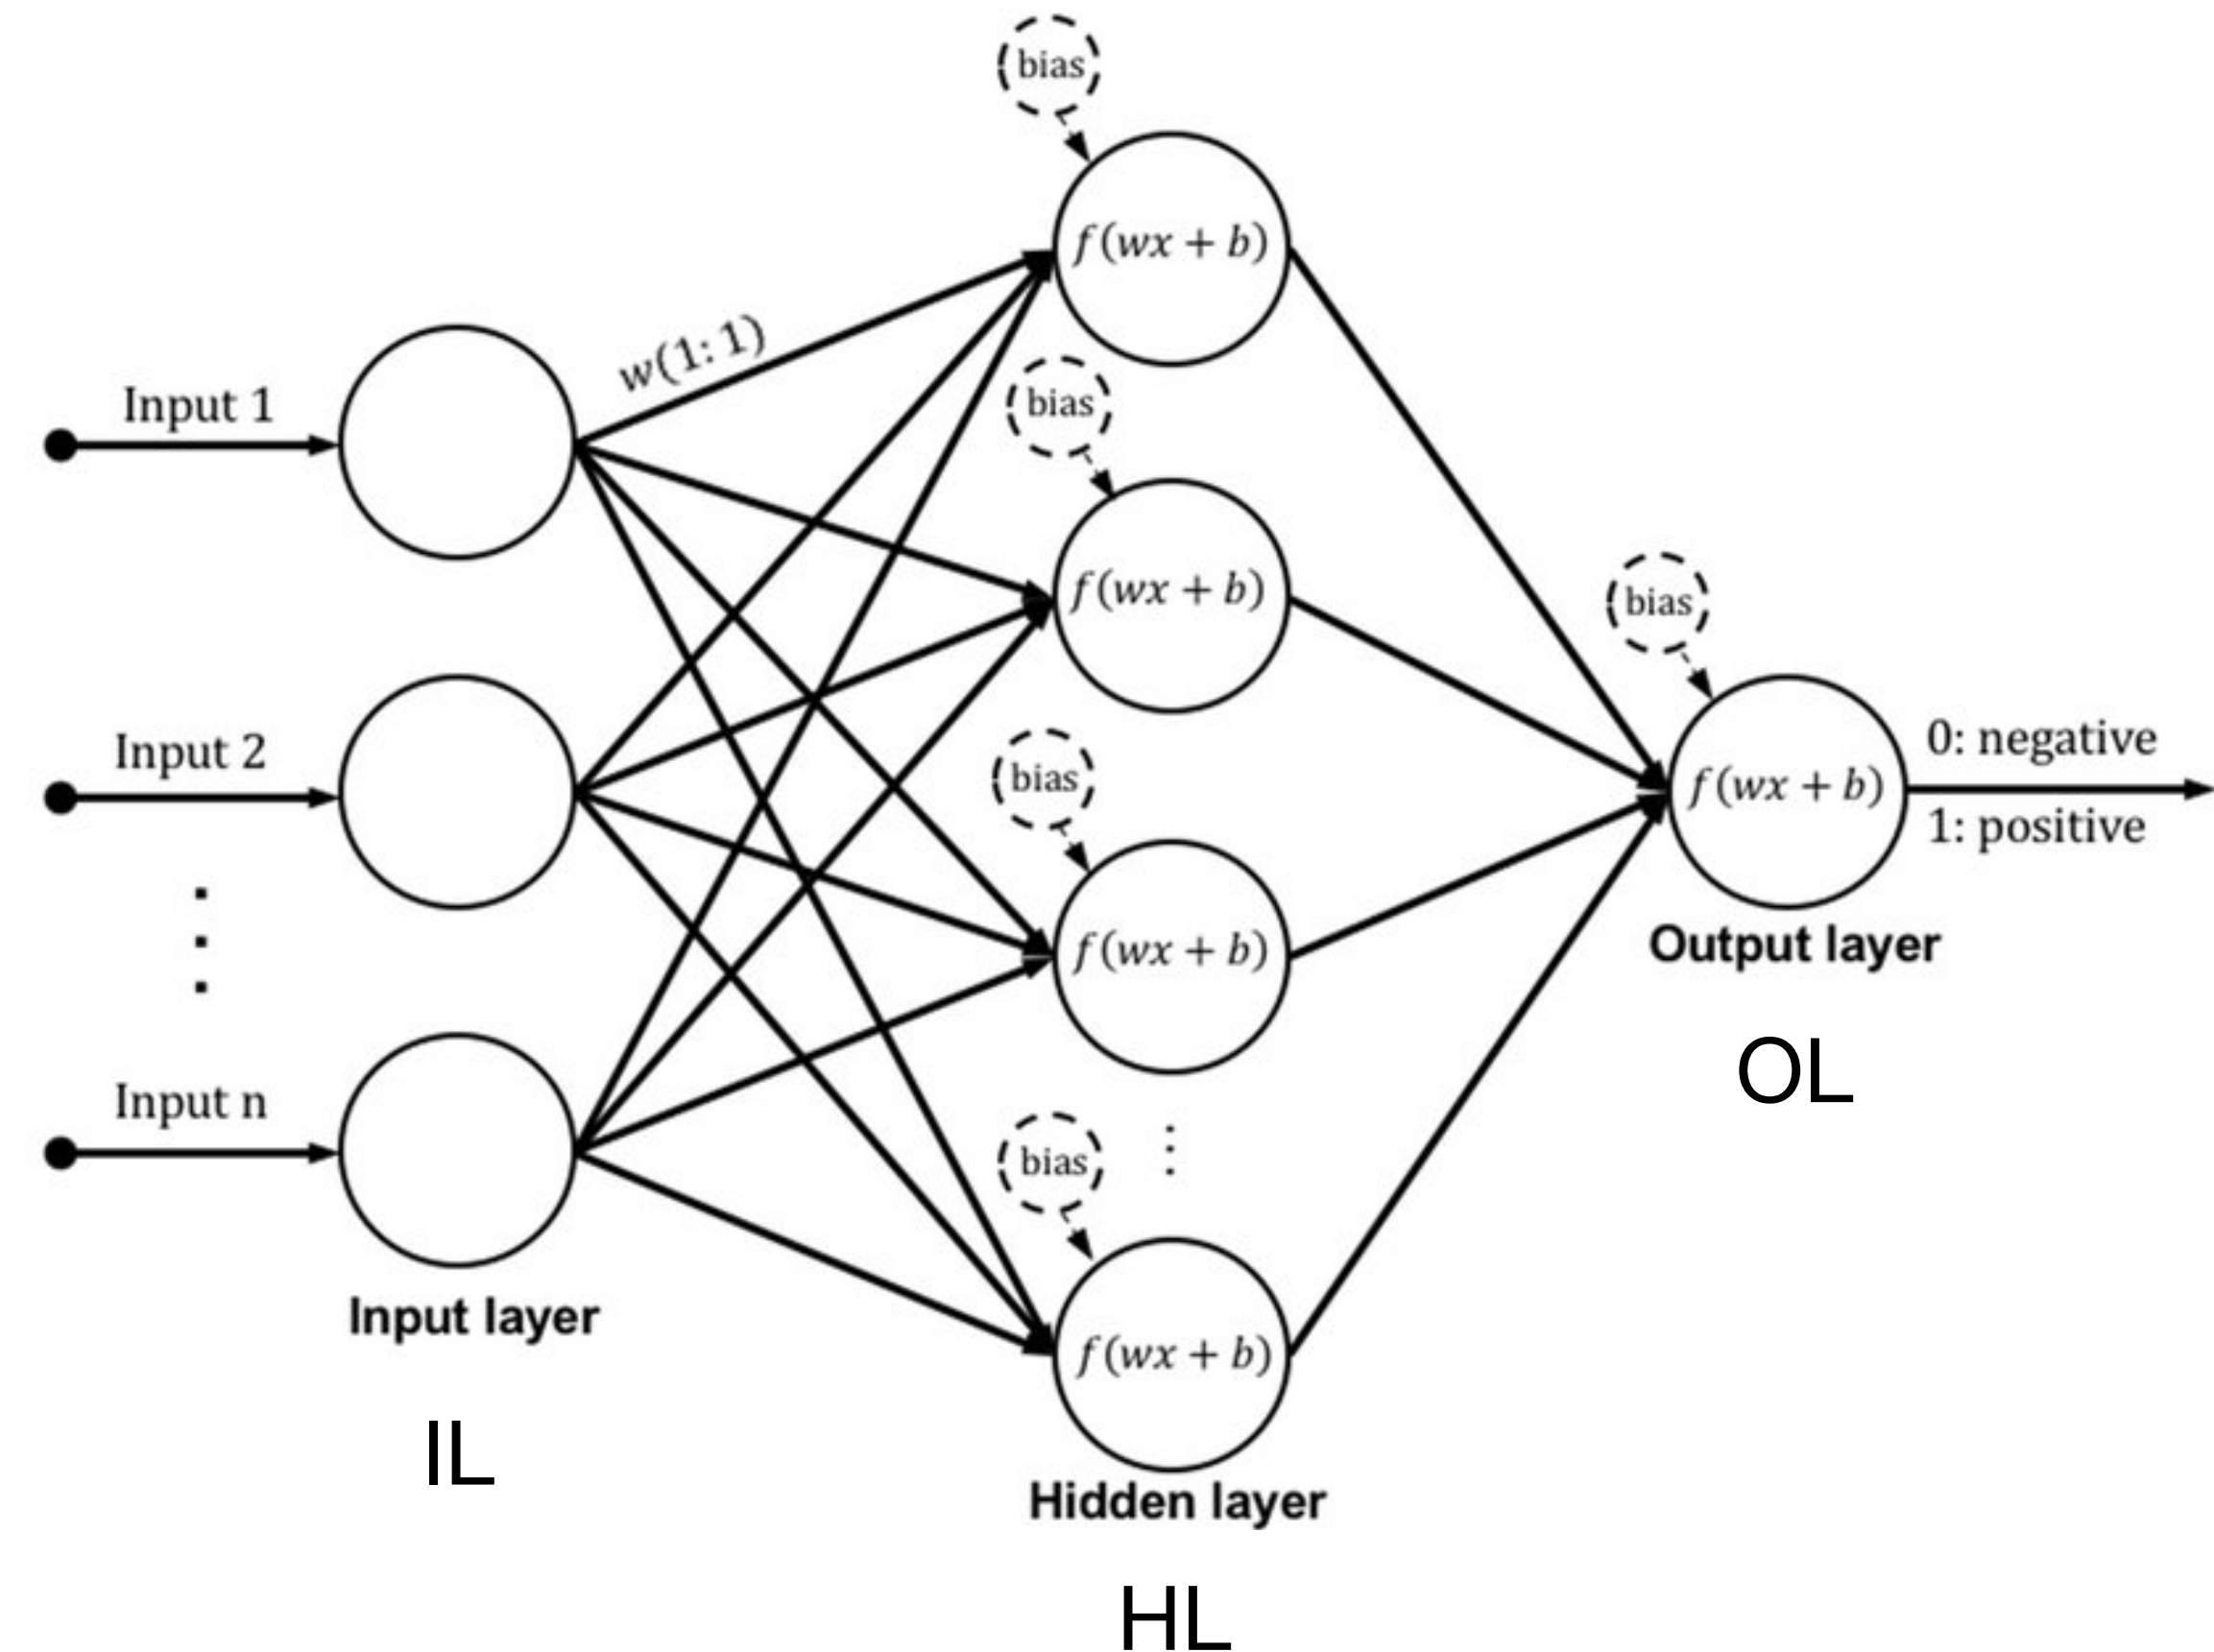 bias
f(wx + b)
w(1: 1)
Input 1
bias
f(wx + b)
bias
Input 2
bias
f(wx + b)
0: negative
1: positive
f(wx + b)
Output layer
OL
Input n
bias
Input layer
f(wx + b)
IL
Hidden layer
HL